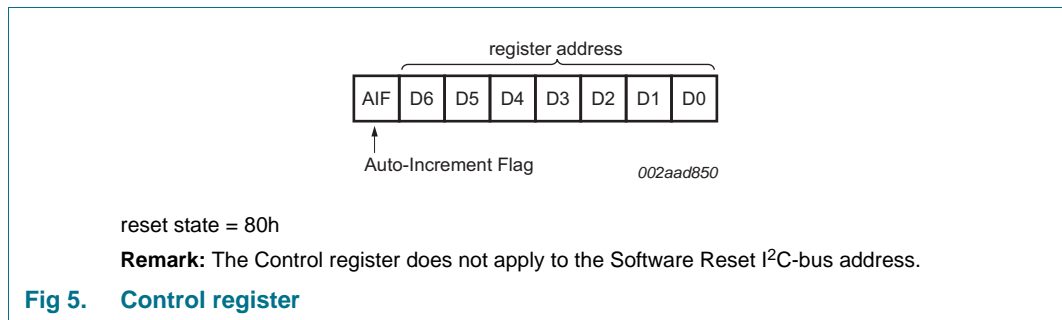 register address
AIF D6 D5 D4 D3 D2 D1 D0
Auto-Increment Flag
002aad850
reset state = 80h
Remark: The Control register does not apply to the Software Reset I2C-bus address.
Fig 5. Control register